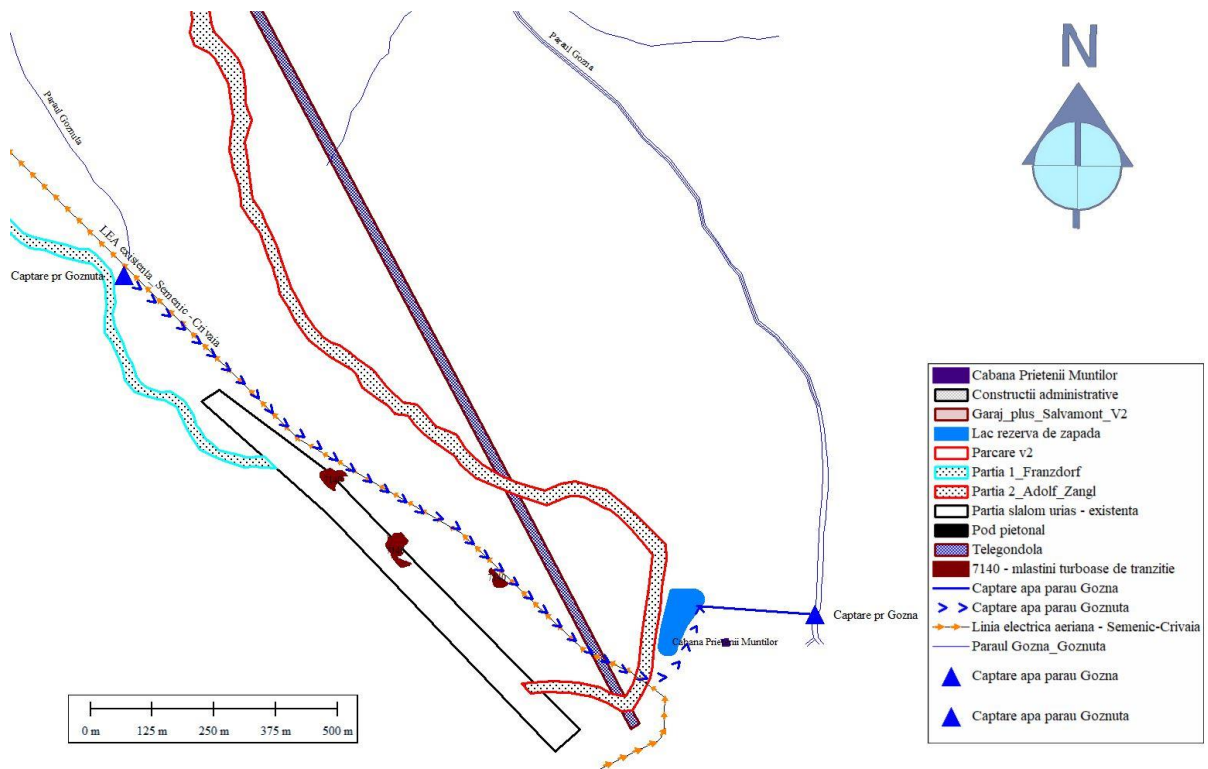 N
Paraul Gozna
Paraul Goznuta
LEA existenta_Semenic - Crivaia
Captare pr Goznuta
Captare pr Gozna
Cabana Prietenii Muntilor
0 m
125 m
250 m
375 m
500 m
Cabana Prietenii Muntilor
Constructii administrative
Garaj_plus_Salvamont_V2
Lac rezerva de zapada
Parcare v2
Partia 1_Franzdorf
Partia 2_Adolf_Zangl
Partia slalom urias - existenta
Pod pietonal
Telegondola
7140 - mlastini turboase de tranzitie
Captare apa parau Gozna
Captare apa parau Goznuta
Linia electrica aeriana - Semenic-Crivaia
Paraul Gozna_Goznuta
Captare apa parau Gozna
Captare apa parau Goznuta